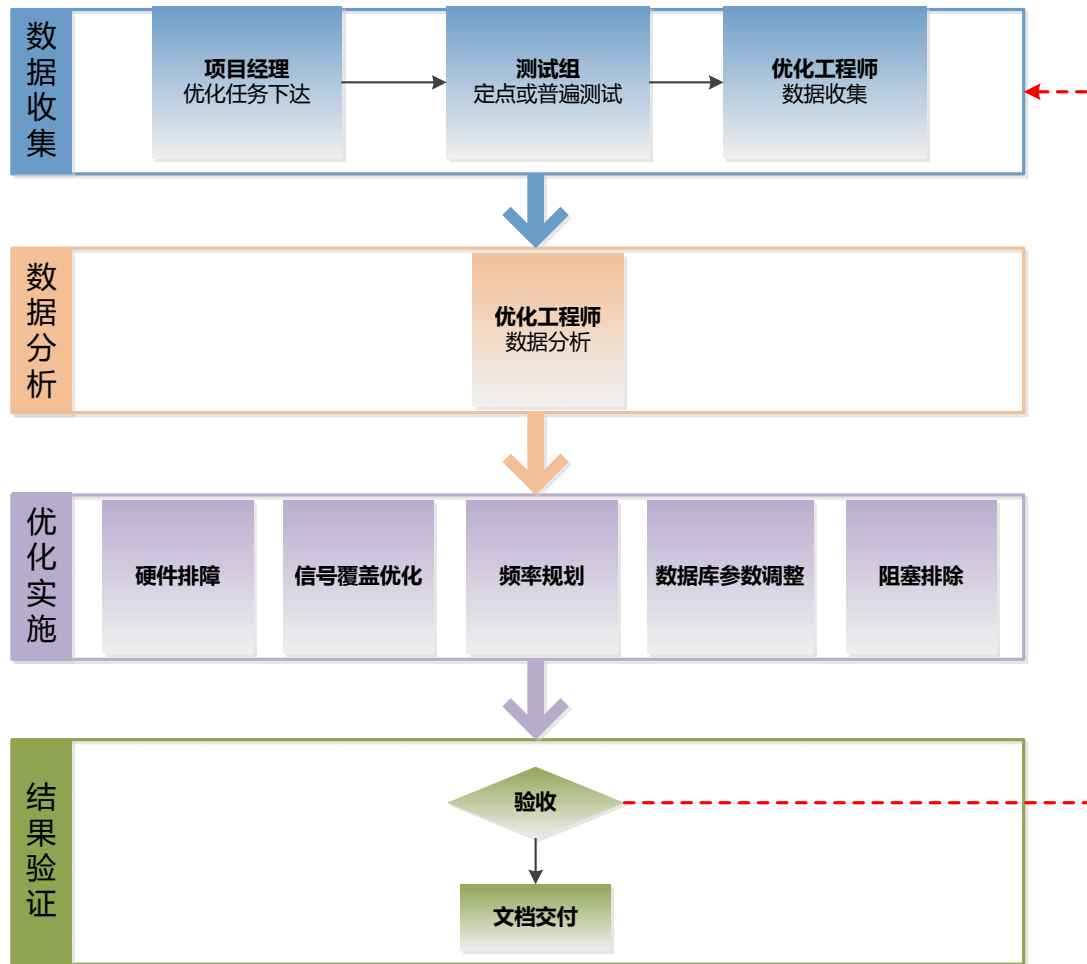 数据收集
项目经理
优化任务下达
测试组
定点或普遍测试
优化工程师
数据收集
数据分析
优化工程师
数据分析
优化实施
硬件排障
信号覆盖优化
频率规划
数据库参数调整
阻塞排除
结果验证
验收
文档交付